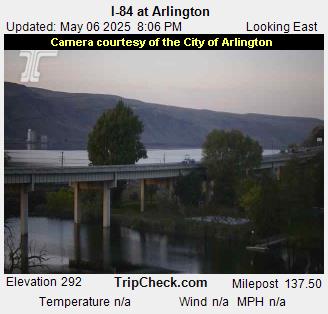 I-84 at Arlington
Updated: May 06 2025 8:06 PM Looking East
Camera courtesy of the City of Arlington
Elevation 292 TripCheck.com Milepost 137.50
Temperature n/a Wind n/a MPH n/a